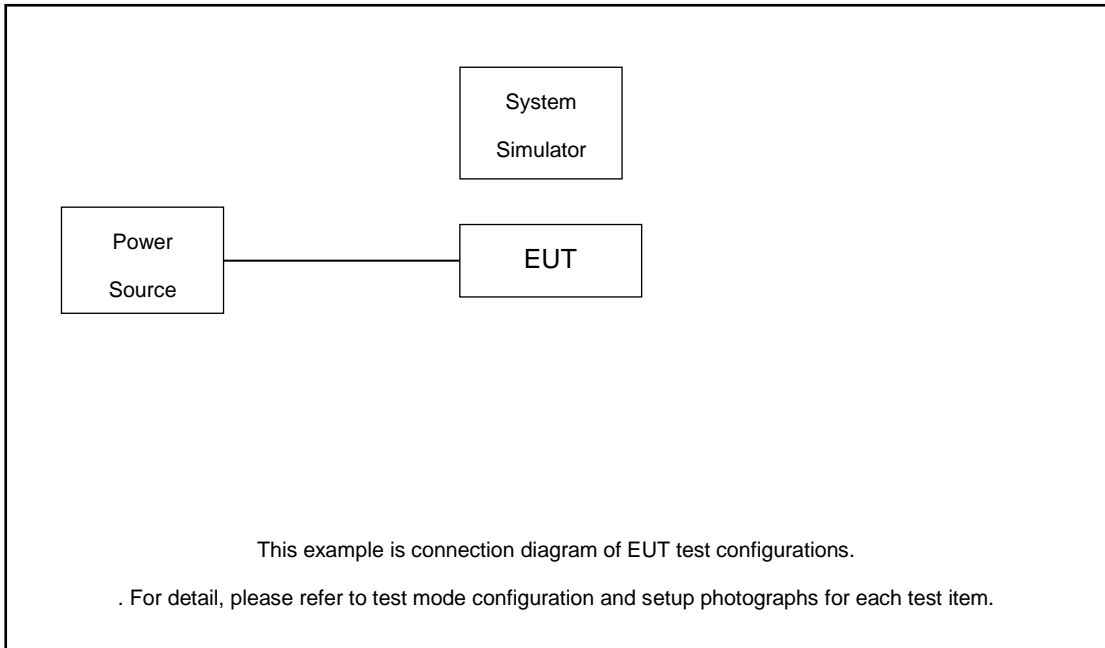 System
Simulator
Power
Source
EUT
This example is connection diagram of EUT test configurations.
. For detail, please refer to test mode configuration and setup photographs for each test item.